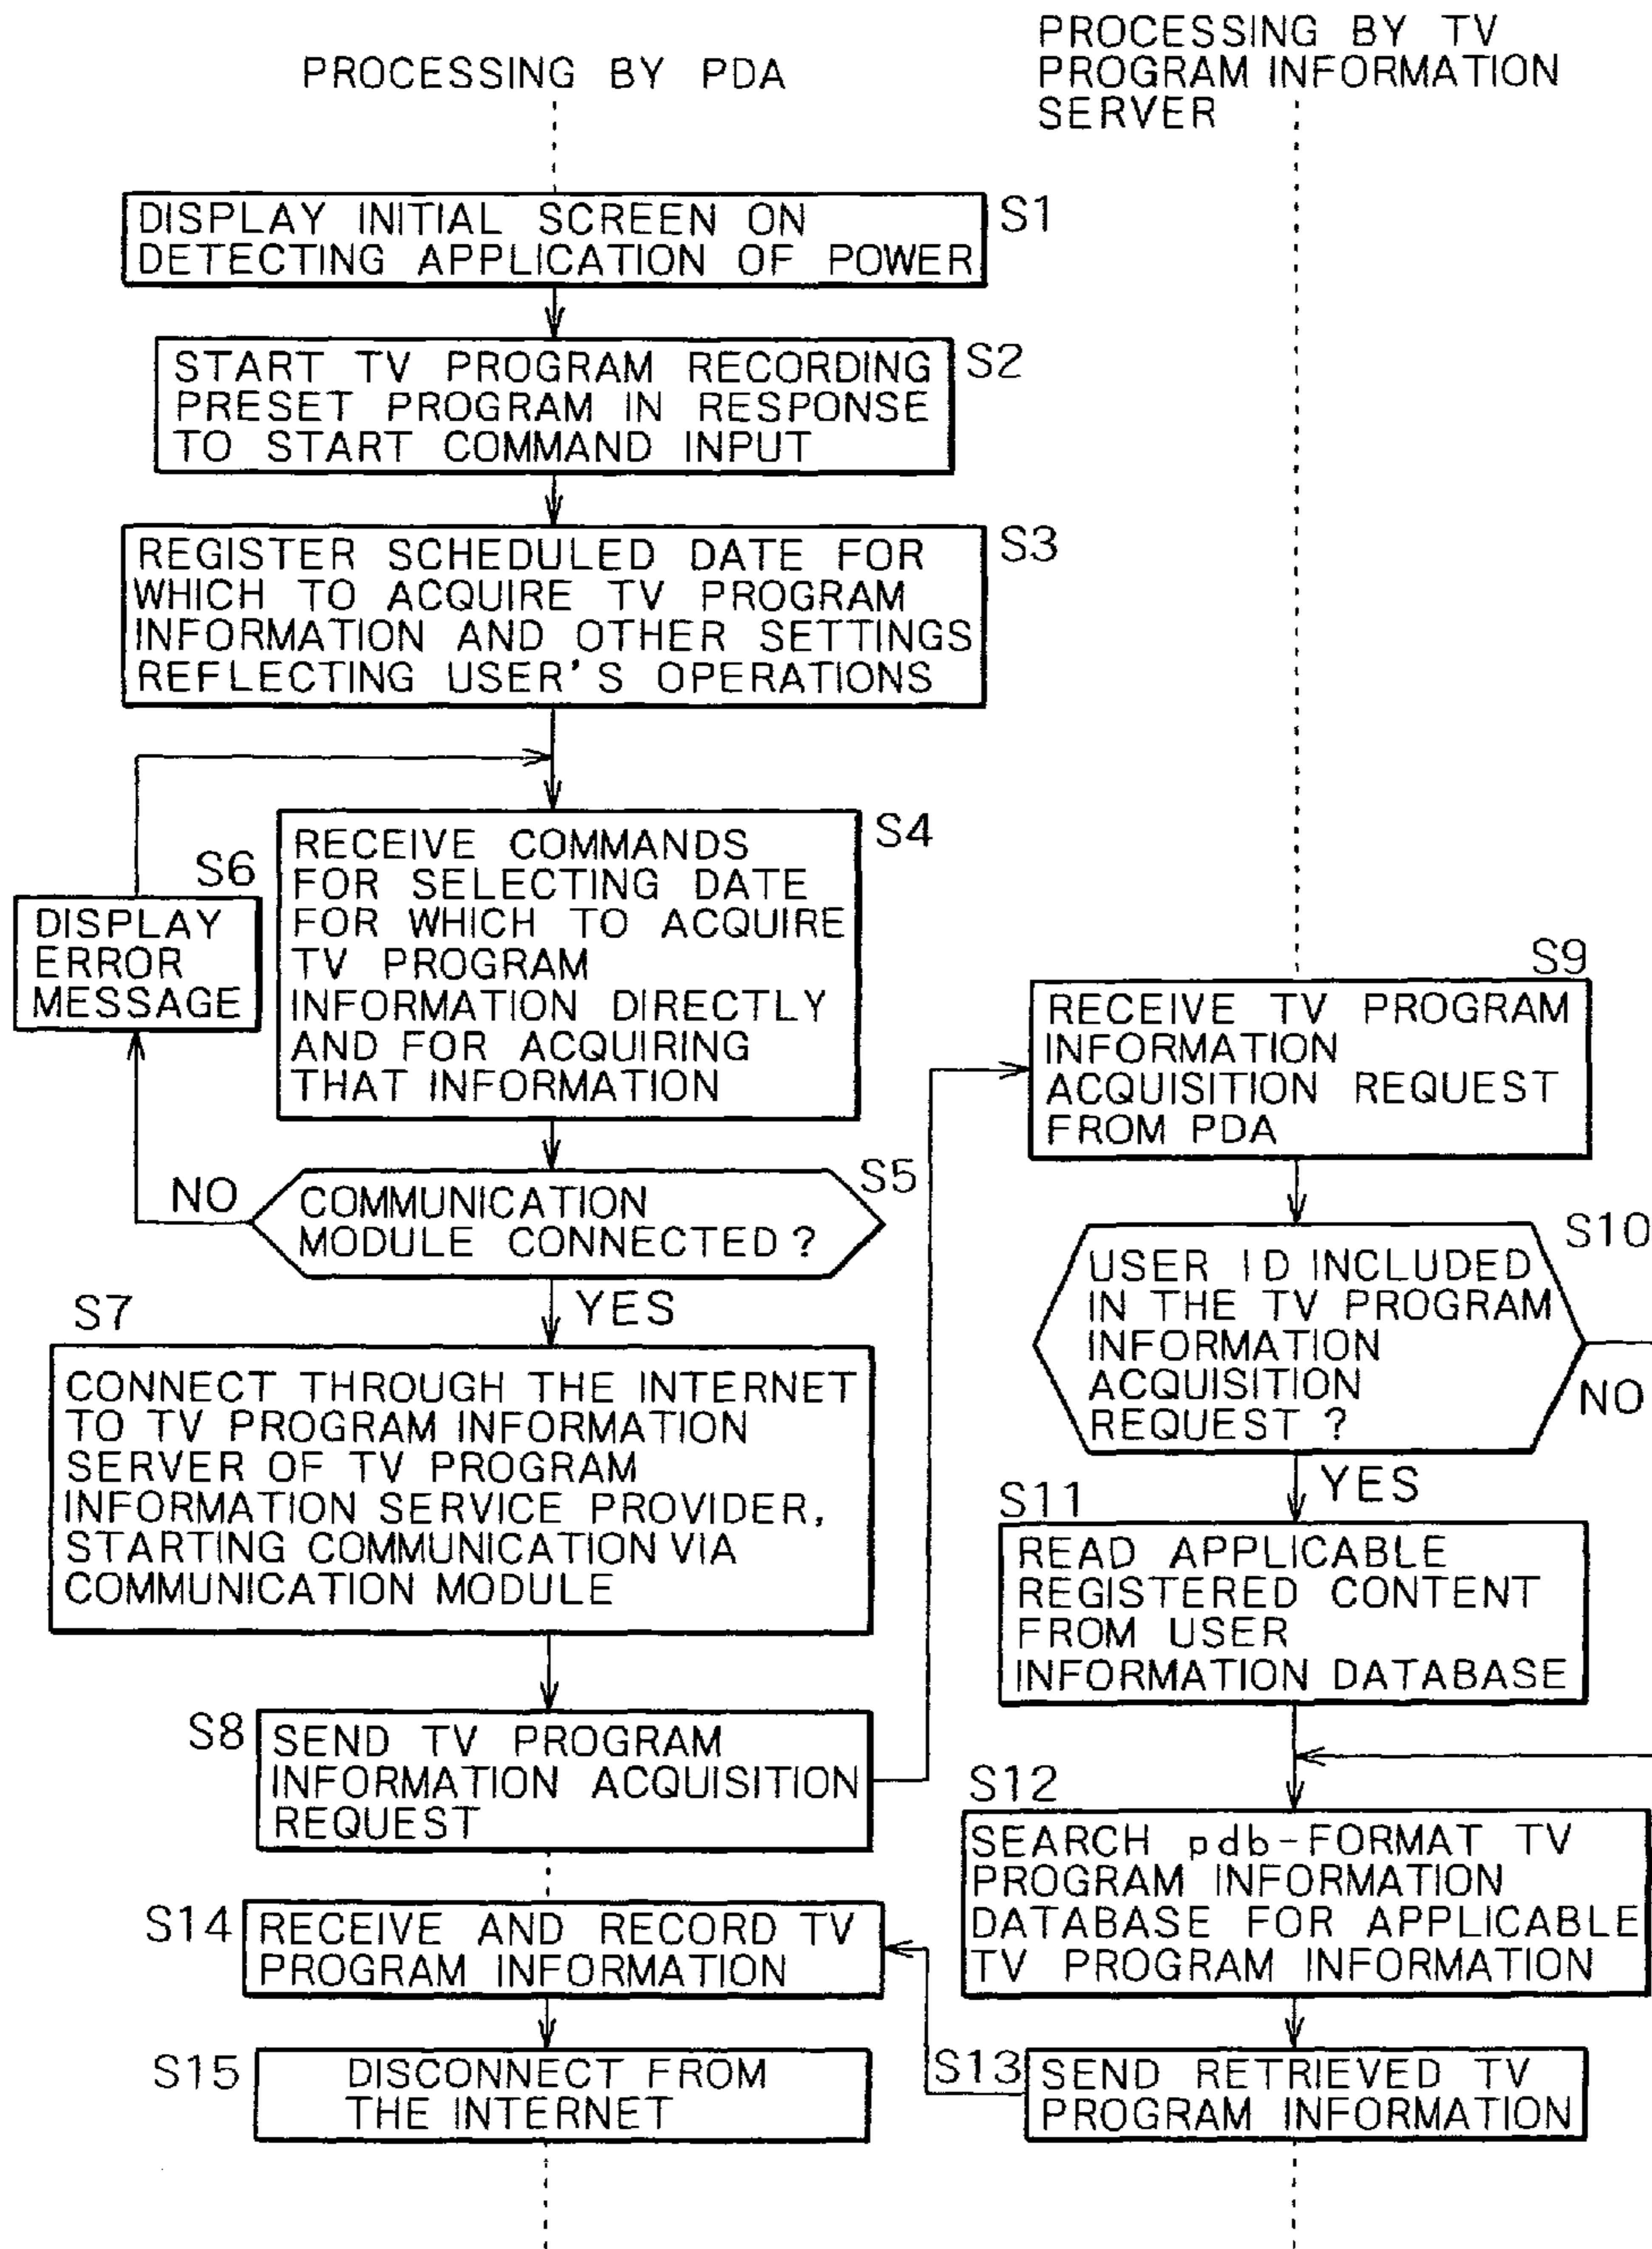 PROCESSING BY PDA
PROCESSING BY TV
PROGRAM INFORMATION
SERVER
DISPLAY INITIAL SCREEN ON
DETECTING APPLICATION OF POWER
S1
START TV PROGRAM RECORDING
PRESET PROGRAM IN RESPONSE
TO START COMMAND INPUT
S2
REGISTER SCHEDULED DATE FOR
WHICH TO ACQUIRE TV PROGRAM
INFORMATION AND OTHER SETTINGS
REFLECTING USER'S OPERATIONS
S3
RECEIVE COMMANDS
FOR SELECTING DATE
FOR WHICH TO ACQUIRE
TV PROGRAM
INFORMATION DIRECTLY
AND FOR ACQUIRING
THAT INFORMATION
S4
S6
DISPLAY
ERROR
MESSAGE
NO
COMMUNICATION
MODULE CONNECTED ?
S5
YES
S7
CONNECT THROUGH THE INTERNET
TO TV PROGRAM INFORMATION
SERVER OF TV PROGRAM
INFORMATION SERVICE PROVIDER,
STARTING COMMUNICATION VIA
COMMUNICATION MODULE
S8
SEND TV PROGRAM
INFORMATION ACQUISITION
REQUEST
S9
RECEIVE TV PROGRAM
INFORMATION
ACQUISITION REQUEST
FROM PDA
S10
USER ID INCLUDED
IN THE TV PROGRAM
INFORMATION
ACQUISITION
REQUEST ?
NO
YES
S11
READ APPLICABLE
REGISTERED CONTENT
FROM USER
INFORMATION DATABASE
S12
SEARCH pdb-FORMAT TV
PROGRAM INFORMATION
DATABASE FOR APPLICABLE
TV PROGRAM INFORMATION
S13
SEND RETRIEVED TV
PROGRAM INFORMATION
S14
RECEIVE AND RECORD TV
PROGRAM INFORMATION
S15
DISCONNECT FROM
THE INTERNET